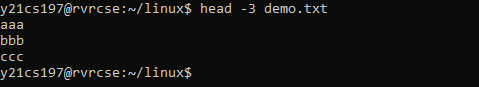 y21cs197@rvrcse:~/linux$ head -3 demo.txt
aaa
bbb
ccc
y21cs197@rvrcse:~/linux$